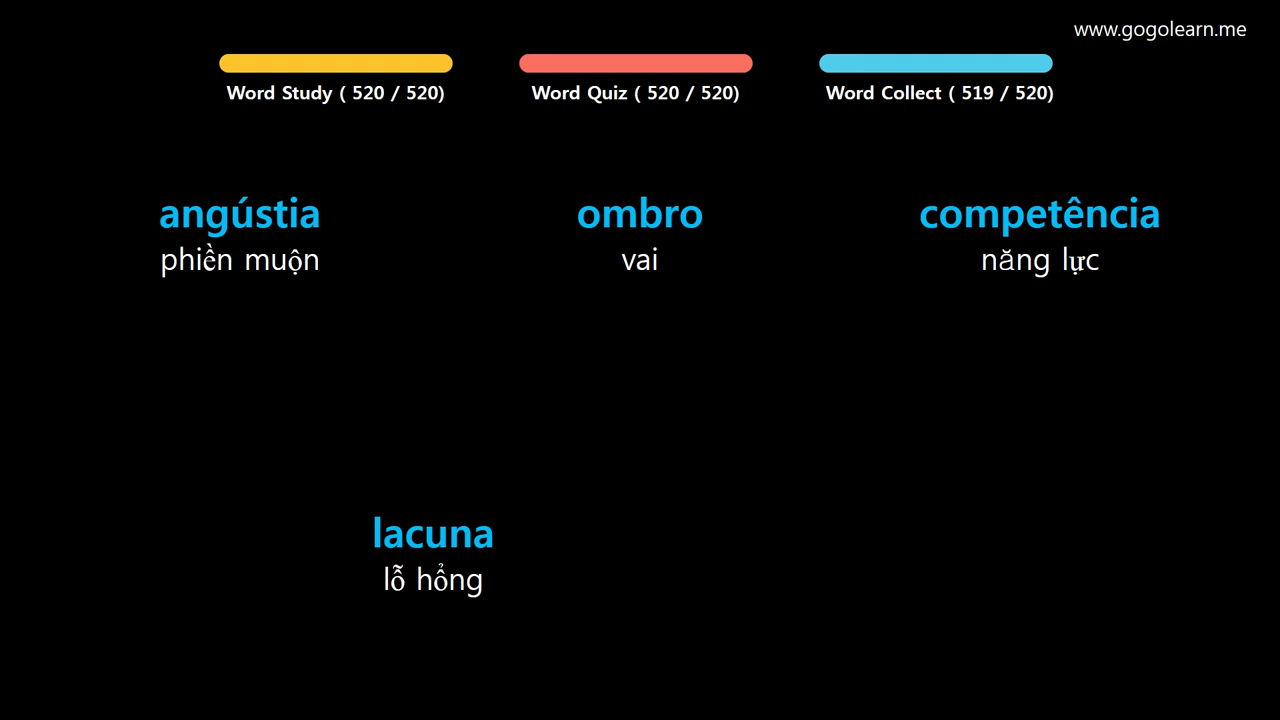 www.gogolearn.me
Word Study ( 520 / 520)
Word Quiz ( 520 / 520)
Word Collect ( 519 / 520)
angústia
phiền muộn
ombro
vai
competência
năng lực
lacuna
lỗ hổng